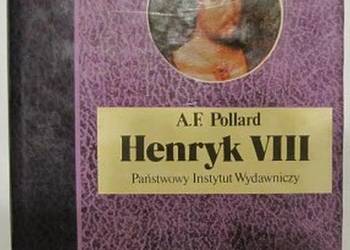 A.F. Pollard
Henryk VIII
Państwowy Instytut Wydawniczy